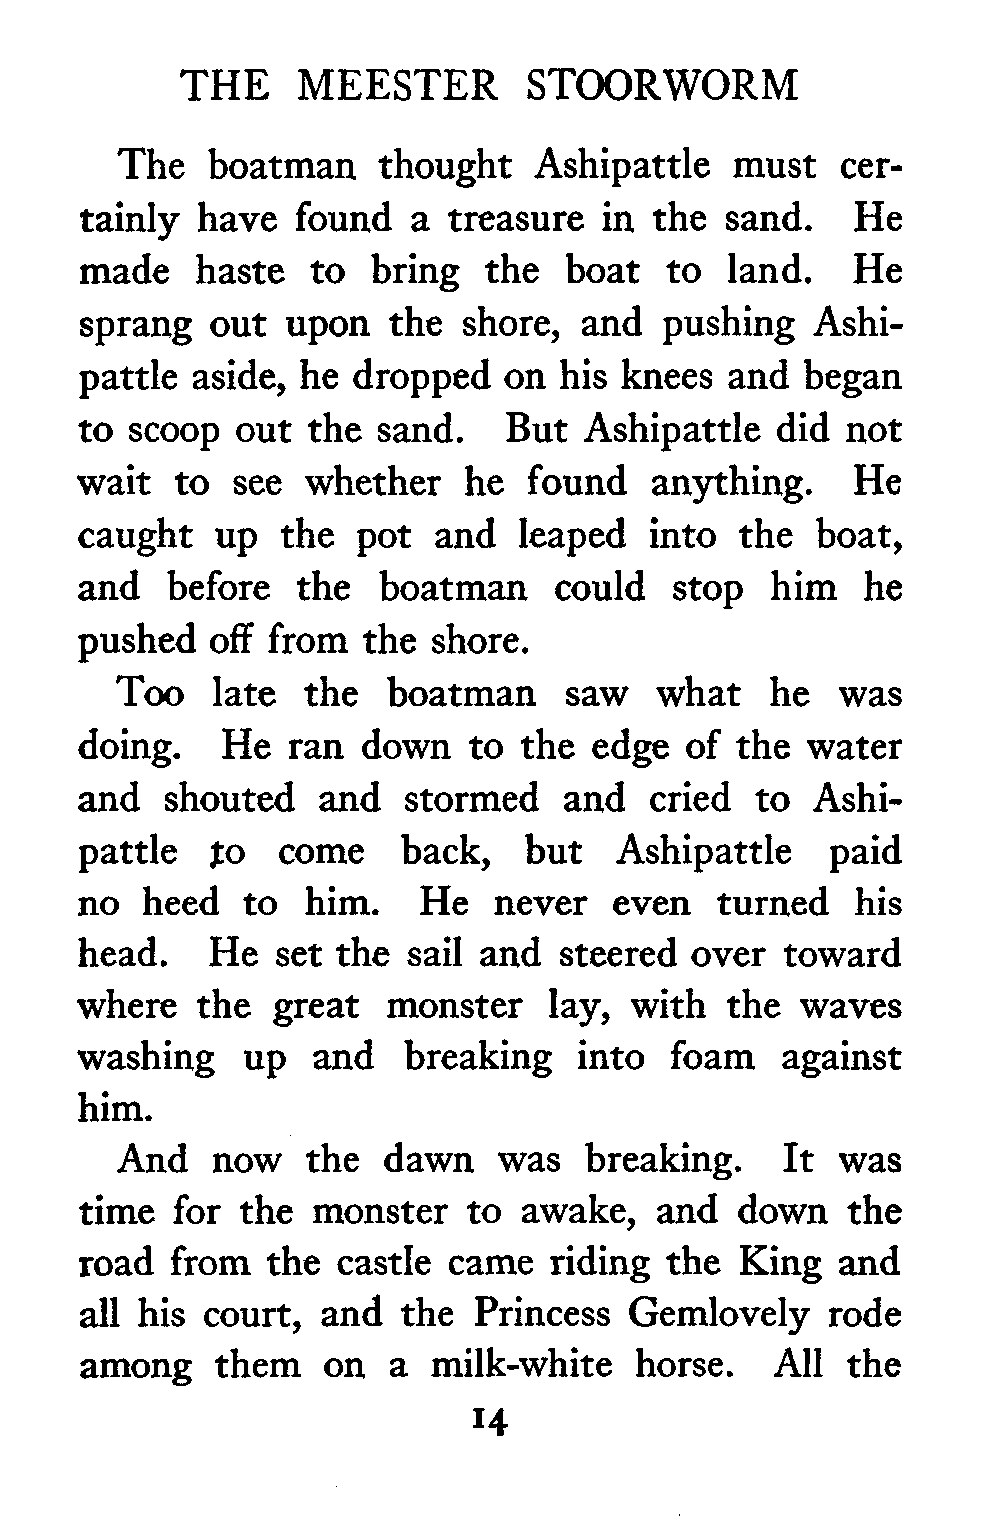 THE MEESTER STOORWORM
The boatman thought Ashipattle must cer-
tainly have found a treasure in the sand. He
made haste to bring the boat to land. He
sprang out upon the shore, and pushing Ashi-
pattle aside, he dropped on his knees and began
to scoop out the sand. But Ashipattle did not
wait to see whether he found anything. He
caught up the pot and leaped into the boat,
and before the boatman could stop him he
pushed off from the shore.
Too late the boatman saw what he was
doing. He ran down to the edge of the water
and shouted and stormed and cried to Ashi-
pattle to come back, but Ashipattle paid
no heed to him. He never even turned his
head. He set the sail and steered over toward
where the great monster lay, with the waves
washing up and breaking into foam against
him.
And now the dawn was breaking. It was
time for the monster to awake, and down the
road from the castle came riding the King and
all his court, and the Princess Gemlovely rode
among them on a milk-white horse. All the
14